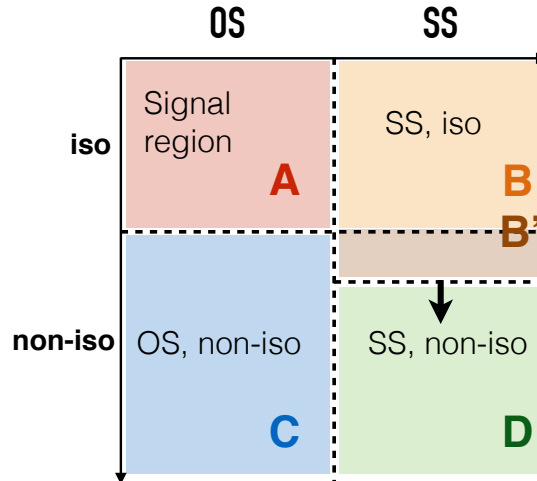 OS SS
Signal
region
SS, iso
iso
A
B
B'
non-iso
OS, non-iso
SS, non-iso
C
D